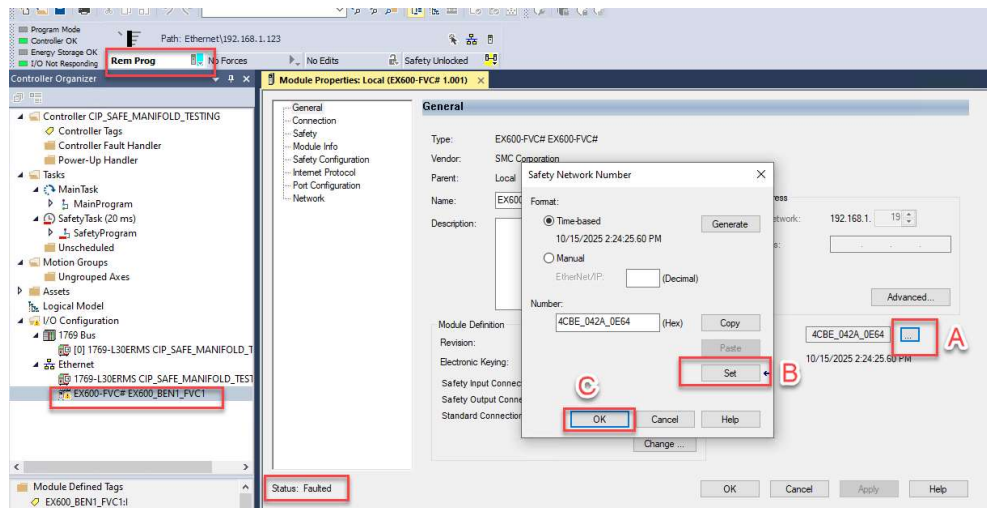 Program Mode
Controller OK
Energy Storage OK
I/O Not Responding
Path: Ethernet\192.168.1.123
Rem Prog
No Forces
No Edits
Safety Unlocked
Controller Organizer
Controller CIP_SAFE_MANIFOLD_TESTING
Controller Tags
Controller Fault Handler
Power-Up Handler
Tasks
MainTask
MainProgram
SafetyTask (20 ms)
SafetyProgram
Unscheduled
Motion Groups
Ungrouped Axes
Assets
Logical Model
I/O Configuration
1769 Bus
[0] 1769-L30ERMS CIP_SAFE_MANIFOLD_T
Ethernet
1769-L30ERMS CIP_SAFE_MANIFOLD_TEST
EX600-FVC# EX600_BEN1_FVC1
Module Defined Tags
EX600_BEN1_FVC1:I
Module Properties: Local (EX600-FVC# 1.001) ×
General
Connection
Safety
Module Info
Safety Configuration
Internet Protocol
Port Configuration
Network
General
Type: EX600-FVC# EX600-FVC#
Vendor: SMC Corporation
Parent: Local
Name: EX600
Description:
Module Definition
Revision:
Electronic Keying:
Safety Input Connec
Safety Output Conne
Standard Connection
Change ...
192.168.1. 19
Advanced...
4CBE_042A_0E64 ...
A
10/15/2025 2:24:25.60 PM
Safety Network Number
Format:
Time-based
Generate
10/15/2025 2:24:25.60 PM
Manual
EtherNet/IP: (Decimal)
Number:
4CBE_042A_0E64 (Hex) Copy
Paste
Set
B
C
OK Cancel Help
Status: Faulted
OK Cancel Apply Help